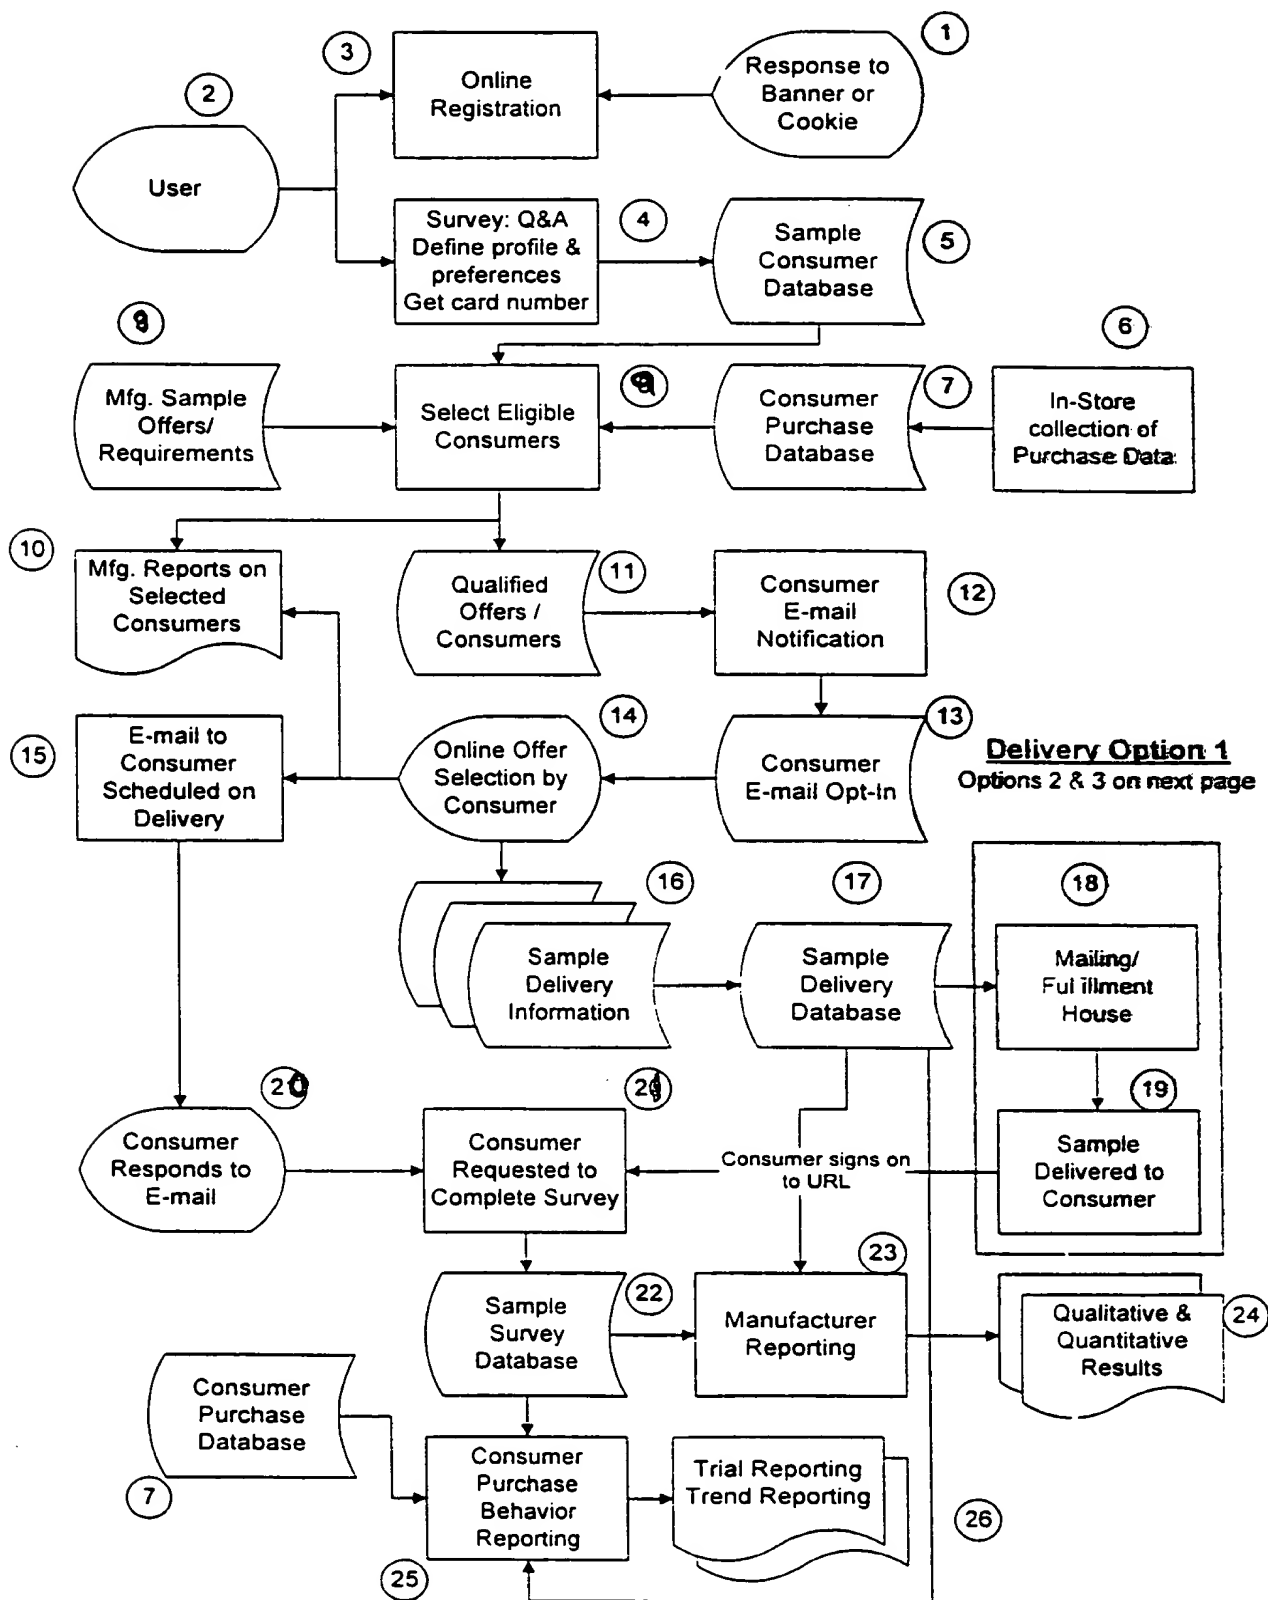 1
3
Online
Registration
Response to
Banner or
Cookie
2
User
Survey: Q&A
Define profile &
preferences
Get card number
4
Sample
Consumer
Database
5
6
Mfg. Sample
Offers/
Requirements
Select Eligible
Consumers
9
Consumer
Purchase
Database
7
In-Store
collection of
Purchase Data
10
Mfg. Reports on
Selected
Consumers
Qualified
Offers /
Consumers
11
Consumer
E-mail
Notification
12
15
E-mail to
Consumer
Scheduled on
Delivery
14
Online Offer
Selection by
Consumer
Consumer
E-mail Opt-In
13
Delivery Option 1
Options 2 & 3 on next page
16
Sample
Delivery
Information
17
Sample
Delivery
Database
18
Mailing/
Fulfillment
House
20
Consumer
Responds to
E-mail
21
Consumer
Requested to
Complete Survey
Consumer signs on
to URL
19
Sample
Delivered to
Consumer
Sample
Survey
Database
22
23
Manufacturer
Reporting
Qualitative &
Quantitative
Results
24
Consumer
Purchase
Database
7
Consumer
Purchase
Behavior
Reporting
25
Trial Reporting
Trend Reporting
26